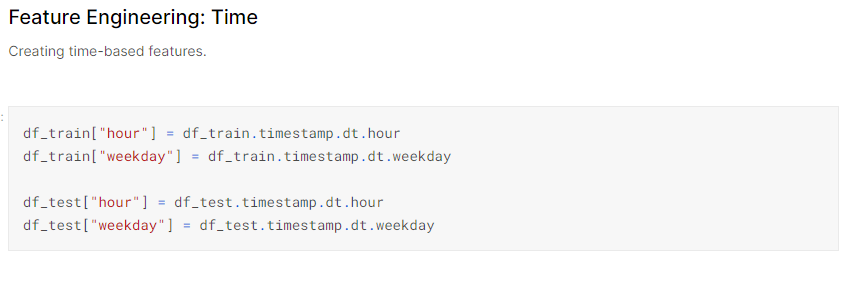 Feature Engineering: Time
Creating time-based features.
:
df_train["hour"] = df_train.timestamp.dt.hour
df_train["weekday"] = df_train.timestamp.dt.weekday
df_test["hour"] = df_test.timestamp.dt.hour
df_test["weekday"] = df_test.timestamp.dt.weekday